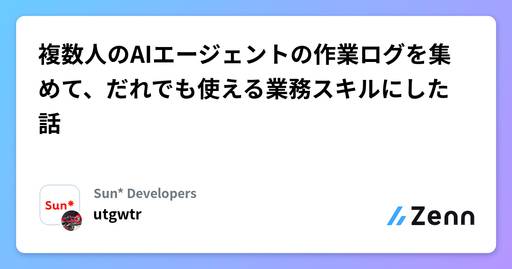 複数人のAIエージェントの作業ログを集
めて、だれでも使える業務スキルにした
話
Sun*
Sun* Developers
utgwtr
Zenn